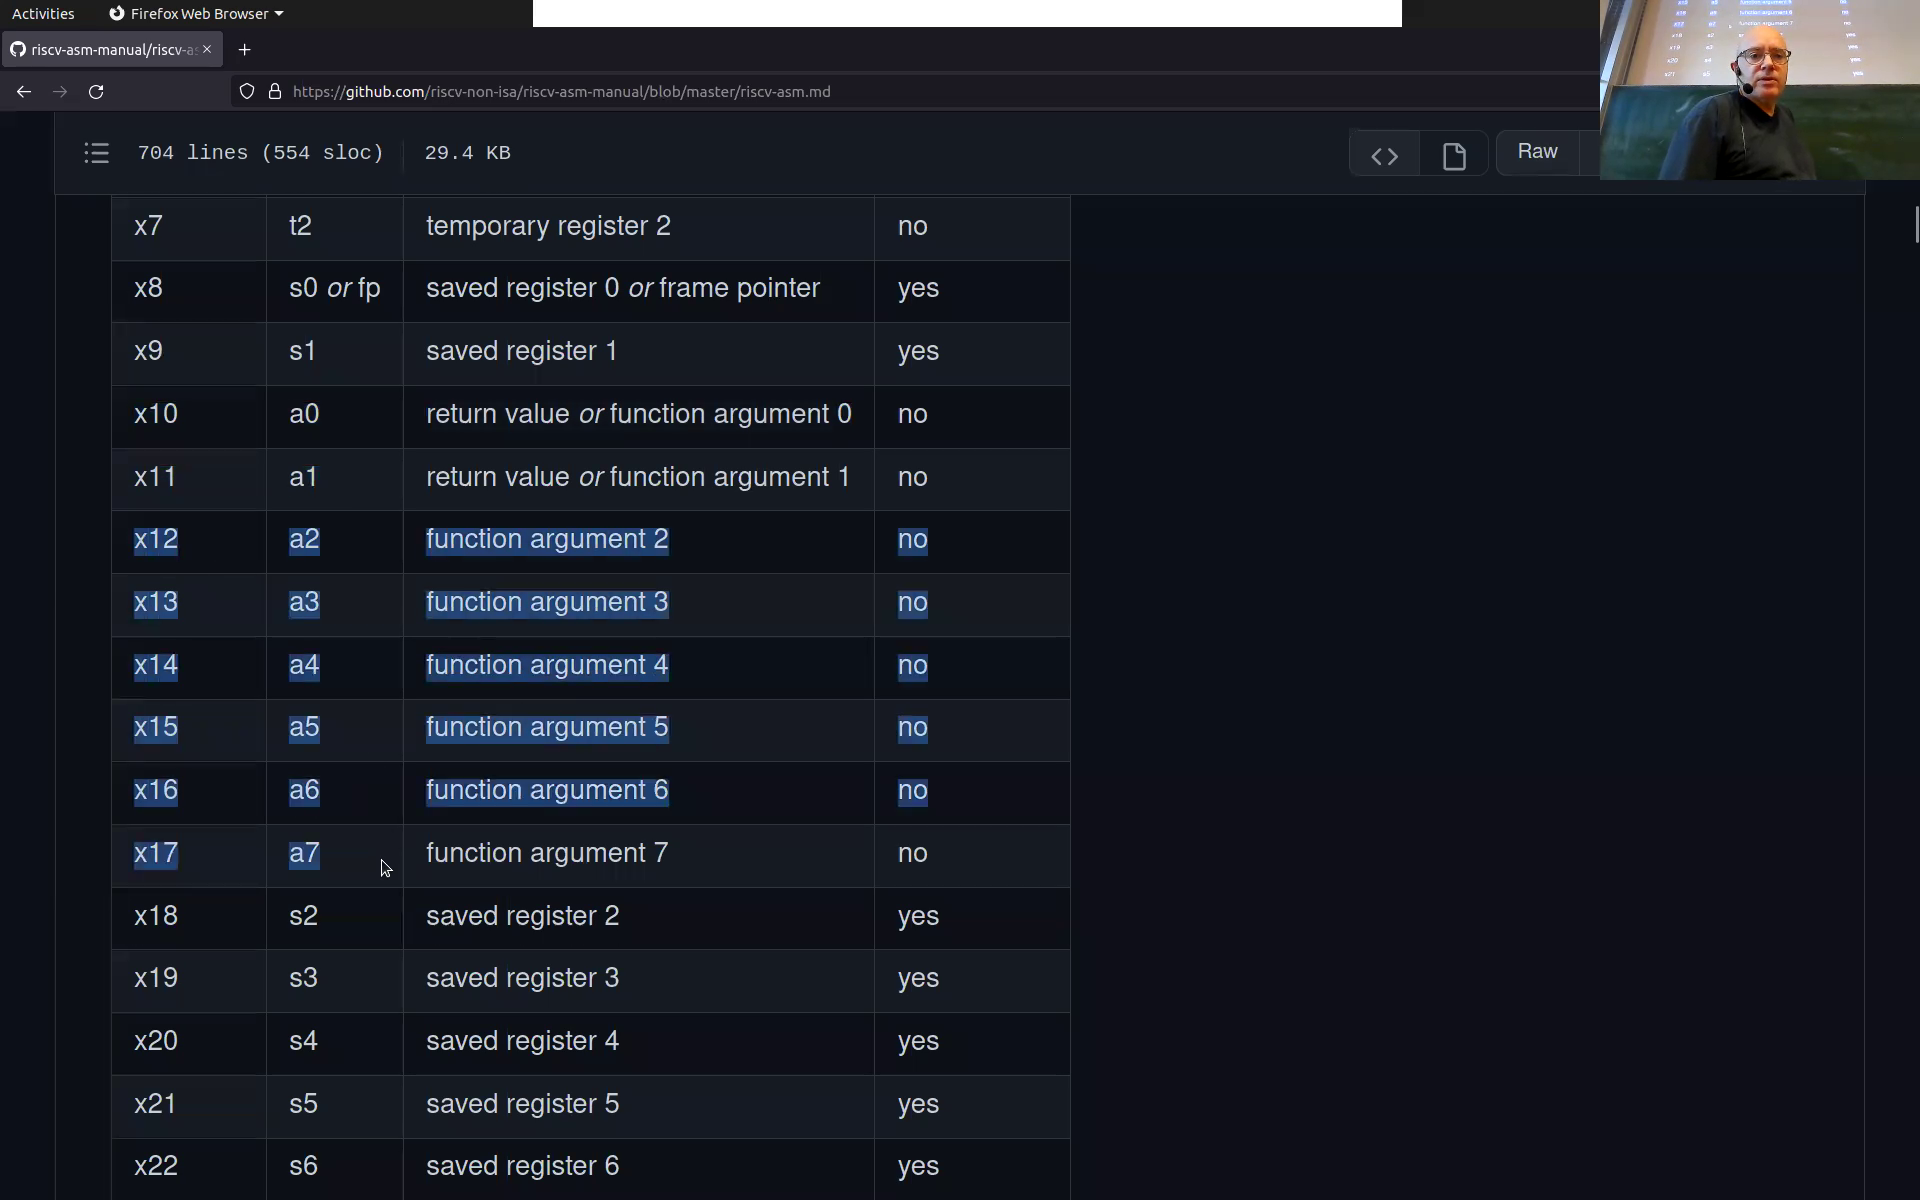 Activities Firefox Web Browser
riscv-asm-manual/riscv-as
https://github.com/riscv-non-isa/riscv-asm-manual/blob/master/riscv-asm.md
704 lines (554 sloc) 29.4 KB Raw
x7 t2 temporary register 2 no
x8 s0 or fp saved register 0 or frame pointer yes
x9 s1 saved register 1 yes
x10 a0 return value or function argument 0 no
x11 a1 return value or function argument 1 no
x12 a2 function argument 2 no
x13 a3 function argument 3 no
x14 a4 function argument 4 no
x15 a5 function argument 5 no
x16 a6 function argument 6 no
x17 a7 function argument 7 no
x18 s2 saved register 2 yes
x19 s3 saved register 3 yes
x20 s4 saved register 4 yes
x21 s5 saved register 5 yes
x22 s6 saved register 6 yes